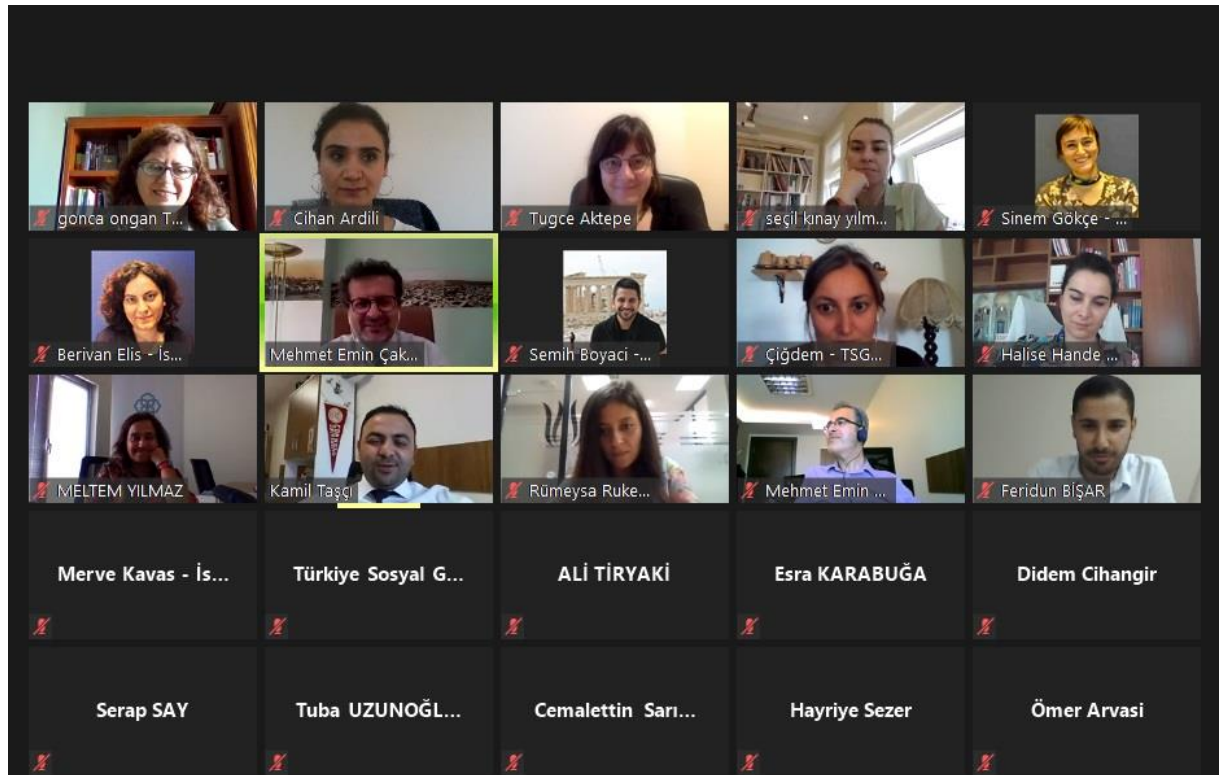 gonca ongan T...
Cihan Ardili
Tugce Aktepe
seçil kınay yılm...
Sinem Gökçe - ...
Berivan Elis - İs...
Mehmet Emin Çak...
Semih Boyaci -...
Çiğdem - TSG...
Halise Hande ...
MELTEM YILMAZ
Kamil Taşçı
Rümeysa Ruke...
Mehmet Emin ...
Feridun BİŞAR
Merve Kavas - İs...
Türkiye Sosyal G...
ALİ TİRYAKİ
Esra KARABUĞA
Didem Cihangir
Serap SAY
Tuba UZUNOĞL...
Cemalettin Sarı...
Hayriye Sezer
Ömer Arvasi